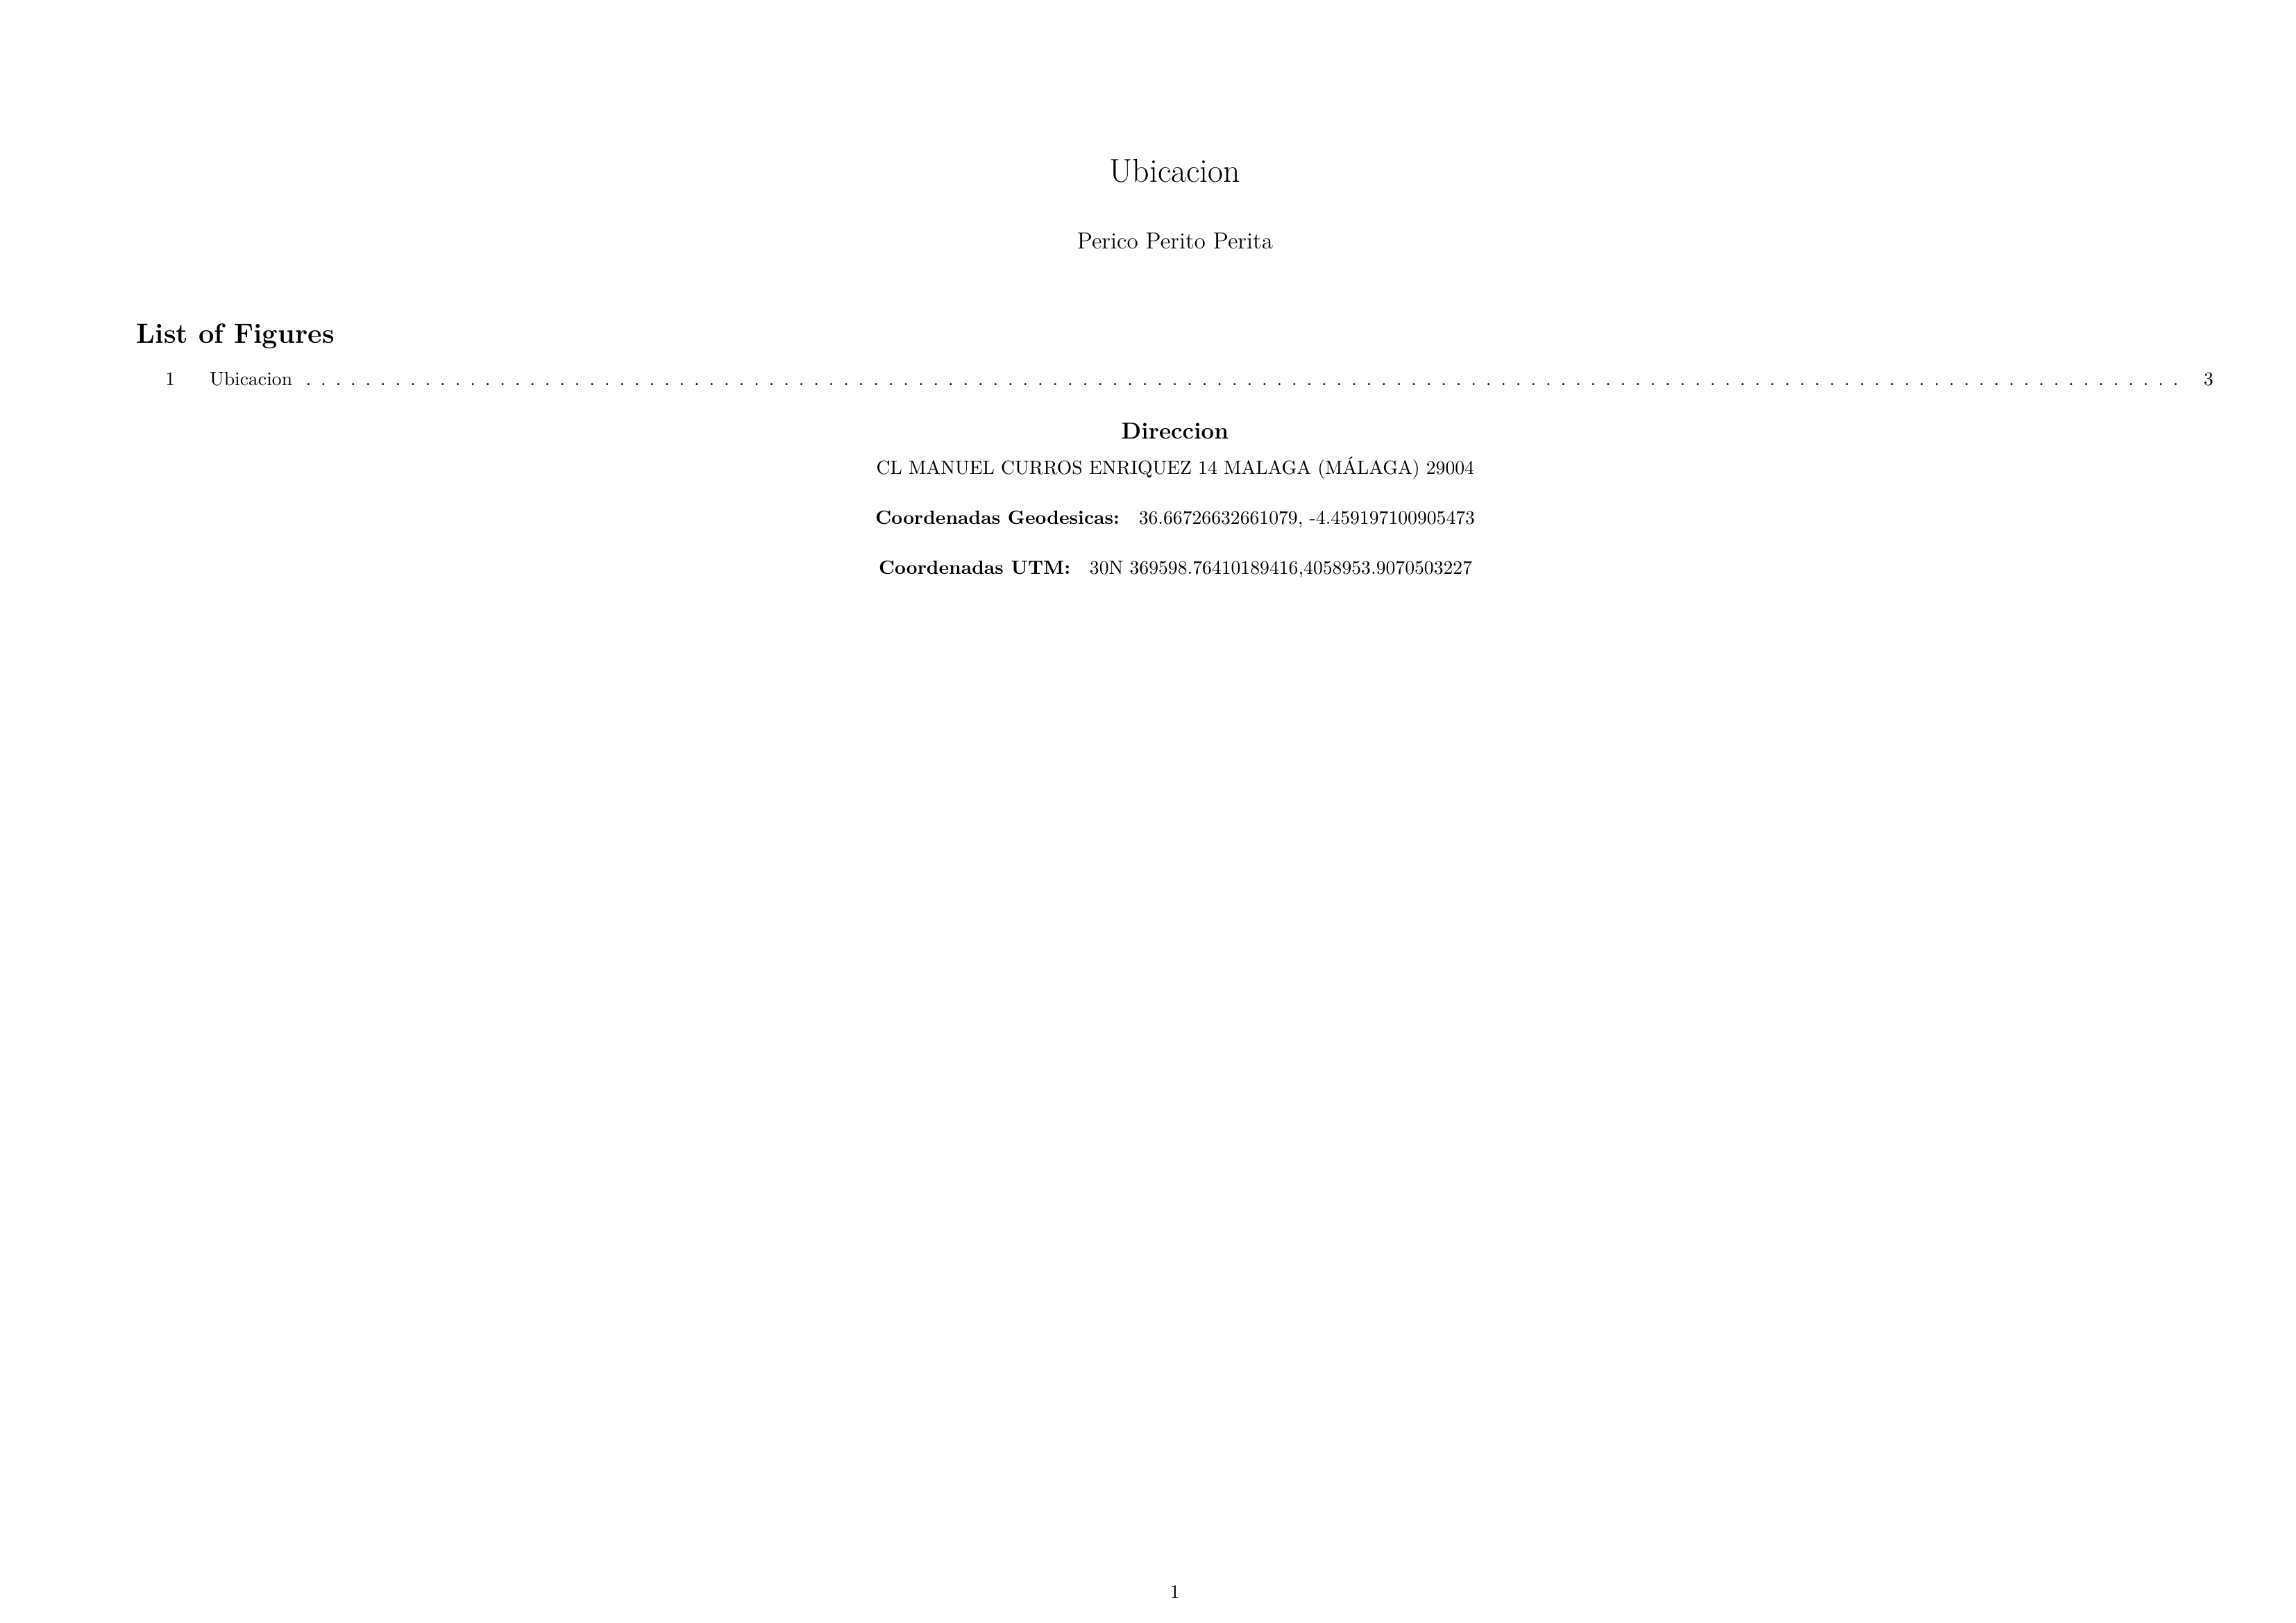 Ubicacion
Perico Perito Perita
List of Figures
1 Ubicacion . . . . . . . . . . . . . . . . . . . . . . . . . . . . . . . . . . . . . . . . 3
Direccion
CL MANUEL CURROS ENRIQUEZ 14 MALAGA (MÁLAGA) 29004
Coordenadas Geodesicas: 36.66726632661079, -4.459197100905473
Coordenadas UTM: 30N 369598.76410189416,4058953.9070503227
1